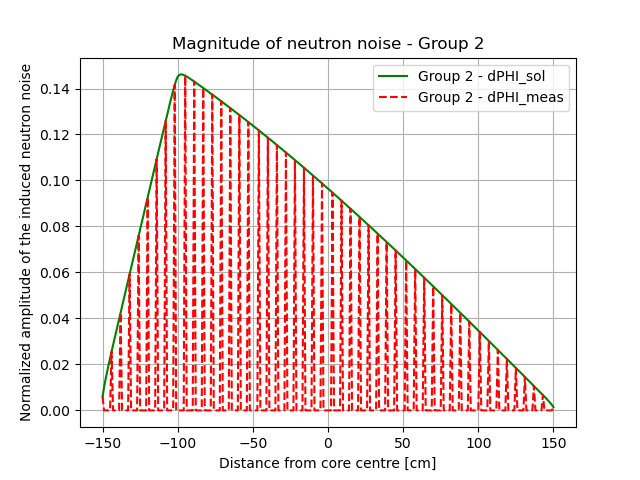 Magnitude of neutron noise - Group 2
Normalized amplitude of the induced neutron noise
0.14
0.12
0.10
0.08
0.06
0.04
0.02
0.00
Group 2 - dPHI_sol
Group 2 - dPHI_meas
−150 −100 −50 0 50 100 150
Distance from core centre [cm]